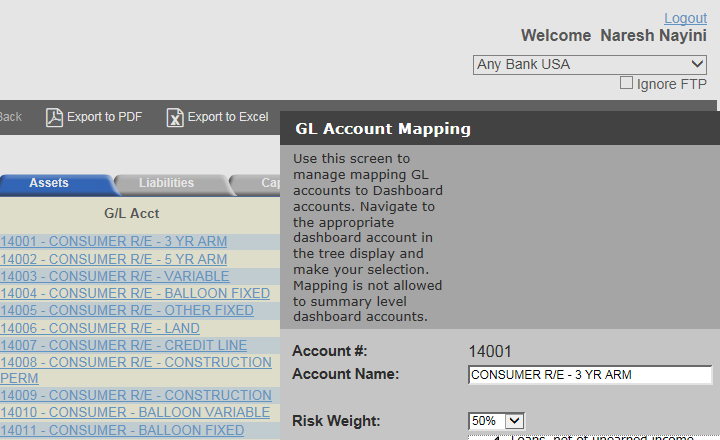 Logout
Welcome Naresh Nayini
Any Bank USA
Ignore FTP
Back
Export to PDF
Export to Excel
GL Account Mapping
Use this screen to
manage mapping GL
accounts to Dashboard
accounts. Navigate to
the appropriate
dashboard account in
the tree display and
make your selection.
Mapping is not allowed
to summary level
dashboard accounts.
Assets
Liabilities
Cap
G/L Acct
14001 - CONSUMER R/E - 3 YR ARM
14002 - CONSUMER R/E - 5 YR ARM
14003 - CONSUMER R/E - VARIABLE
14004 - CONSUMER R/E - BALLOON FIXED
14005 - CONSUMER R/E - OTHER FIXED
14006 - CONSUMER R/E - LAND
14007 - CONSUMER R/E - CREDIT LINE
14008 - CONSUMER R/E - CONSTRUCTION
PERM
14009 - CONSUMER R/E - CONSTRUCTION
14010 - CONSUMER - BALLOON VARIABLE
14011 - CONSUMER - BALLOON FIXED
Account #:
14001
Account Name:
CONSUMER R/E - 3 YR ARM
Risk Weight:
50%
Loans, net of unearned income